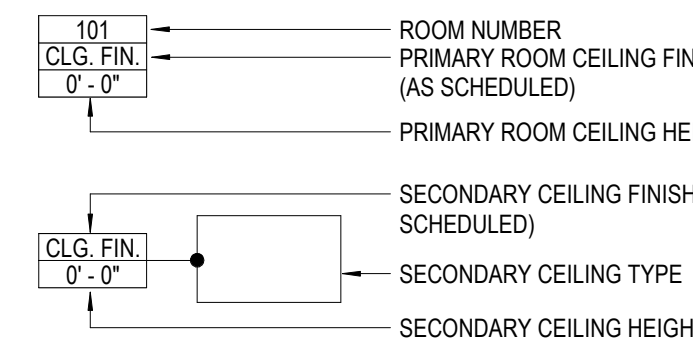 101
CLG. FIN.
0' - 0"
ROOM NUMBER
PRIMARY ROOM CEILING FIN
(AS SCHEDULED)
PRIMARY ROOM CEILING HE
CLG. FIN.
0' - 0"
SECONDARY CEILING FINISH
SCHEDULED)
SECONDARY CEILING TYPE
SECONDARY CEILING HEIGH